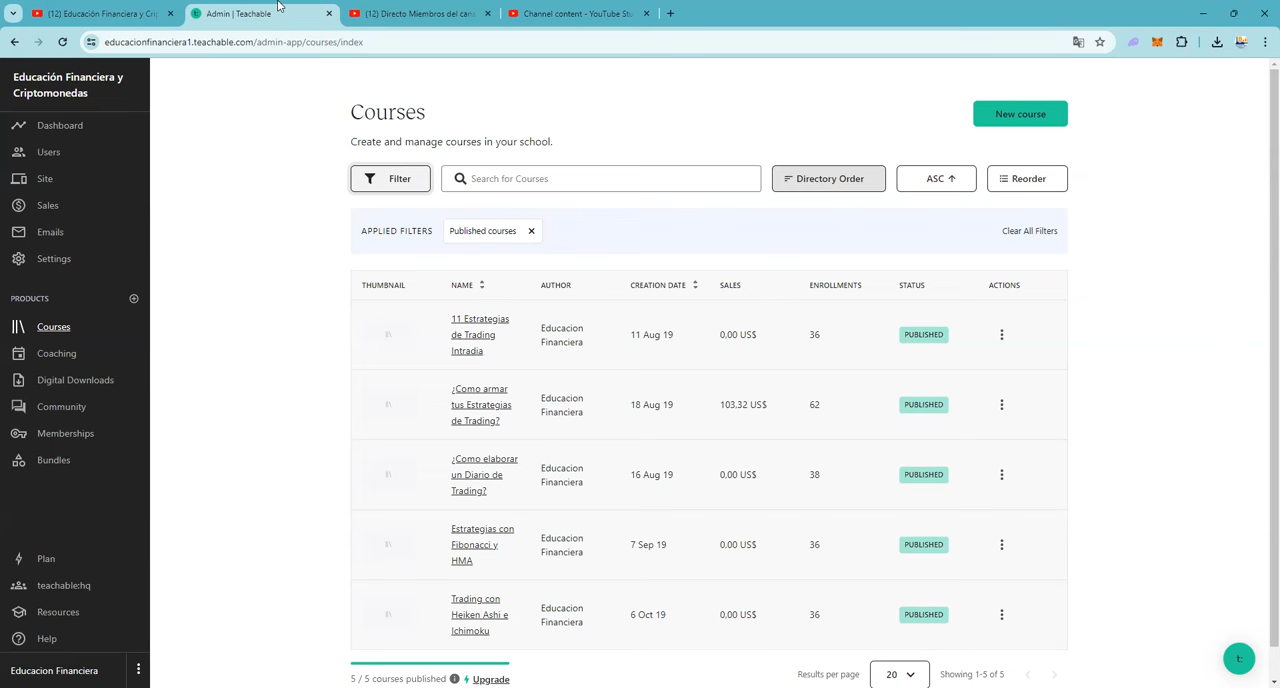 (12) Educación Financiera y Crip
Admin | Teachable
(12) Directo Miembros del cana
Channel content - YouTube Stu
educacionfinanciera1.teachable.com/admin-app/courses/index
Educación Financiera y
Criptomonedas
Dashboard
Users
Site
Sales
Emails
Settings
PRODUCTS
Courses
Coaching
Digital Downloads
Community
Memberships
Bundles
Plan
teachable:hq
Resources
Help
Educacion Financiera
Courses
New course
Create and manage courses in your school.
Filter
Search for Courses
Directory Order
ASC
Reorder
APPLIED FILTERS
Published courses
Clear All Filters
THUMBNAIL NAME AUTHOR CREATION DATE SALES ENROLLMENTS STATUS ACTIONS
11 Estrategias
de Trading
Intradia
Educacion
Financiera
11 Aug 19
0,00 US$
36
PUBLISHED
¿Como armar
tus Estrategias
de Trading?
Educacion
Financiera
18 Aug 19
103,32 US$
62
PUBLISHED
¿Como elaborar
un Diario de
Trading?
Educacion
Financiera
16 Aug 19
0,00 US$
38
PUBLISHED
Estrategias con
Fibonacci y
HMA
Educacion
Financiera
7 Sep 19
0,00 US$
36
PUBLISHED
Trading con
Heiken Ashi e
Ichimoku
Educacion
Financiera
6 Oct 19
0,00 US$
36
PUBLISHED
5 / 5 courses published
Upgrade
Results per page
20
Showing 1-5 of 5
t: